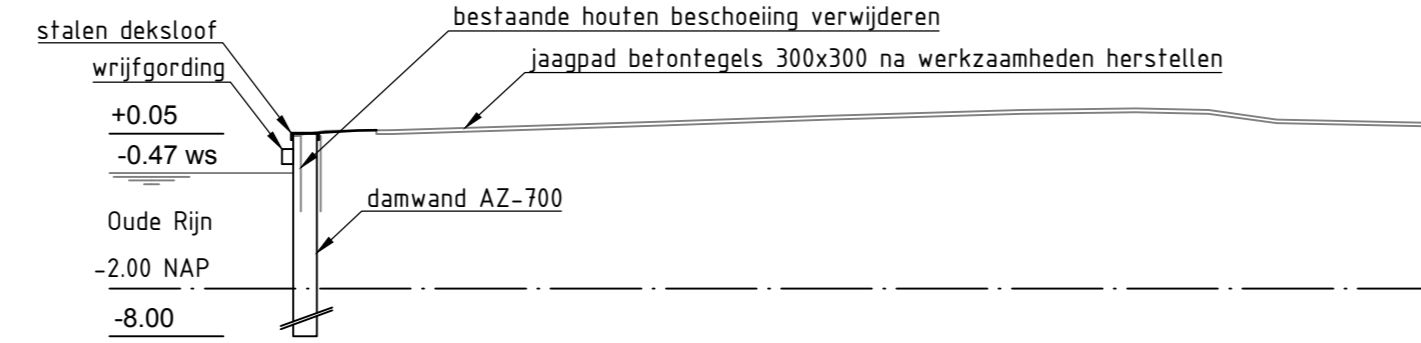 bestaande houten beschoeiing verwijderen
stalen deksloof
jaagpad betontegels 300x300 na werkzaamheden herstellen
wrijfgording
+0.05
-0.47 ws
damwand AZ-700
Oude Rijn
-2.00 NAP
-8.00